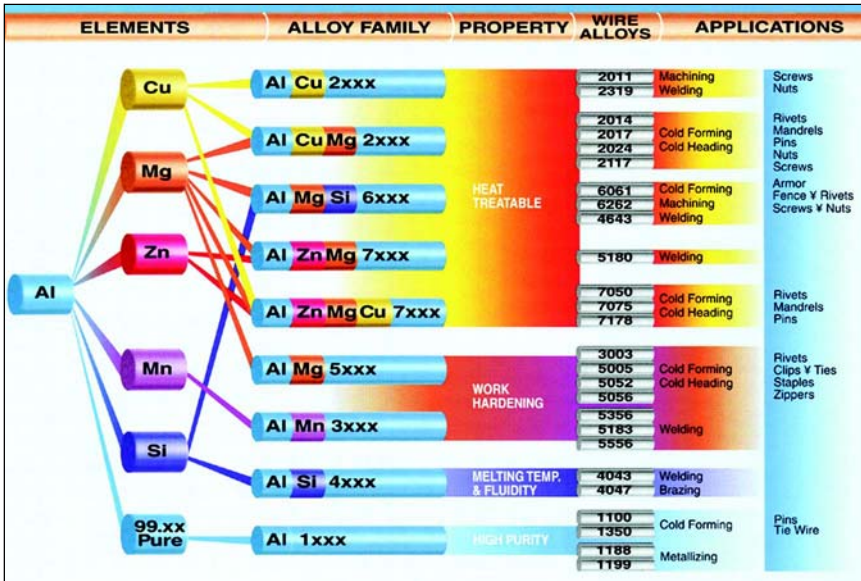 ELEMENTS ALLOY FAMILY PROPERTY WIRE ALLOYS APPLICATIONS
Al
Cu
Mg
Zn
Mn
Si
99.xx
Pure
Al Cu 2xxx
Al Cu Mg 2xxx
Al Mg Si 6xxx
Al Zn Mg 7xxx
Al Zn Mg Cu 7xxx
Al Mg 5xxx
Al Mn 3xxx
Al Si 4xxx
Al 1xxx
HEAT
TREATABLE
WORK
HARDENING
MELTING TEMP.
& FLUIDITY
HIGH PURITY
2011
2319
2014
2017
2024
2117
6061
6262
4643
5180
7050
7075
7178
3003
5005
5052
5056
5356
5183
5556
4043
4047
1100
1350
1188
1199
Machining
Welding
Cold Forming
Cold Heading
Cold Forming
Machining
Welding
Welding
Cold Forming
Cold Heading
Cold Forming
Cold Heading
Welding
Welding
Brazing
Cold Forming
Metallizing
Screws
Nuts
Rivets
Mandrels
Pins
Nuts
Screws
Armor
Fence ¥ Rivets
Screws ¥ Nuts
Rivets
Mandrels
Pins
Rivets
Clips ¥ Ties
Staples
Zippers
Pins
Tie Wire